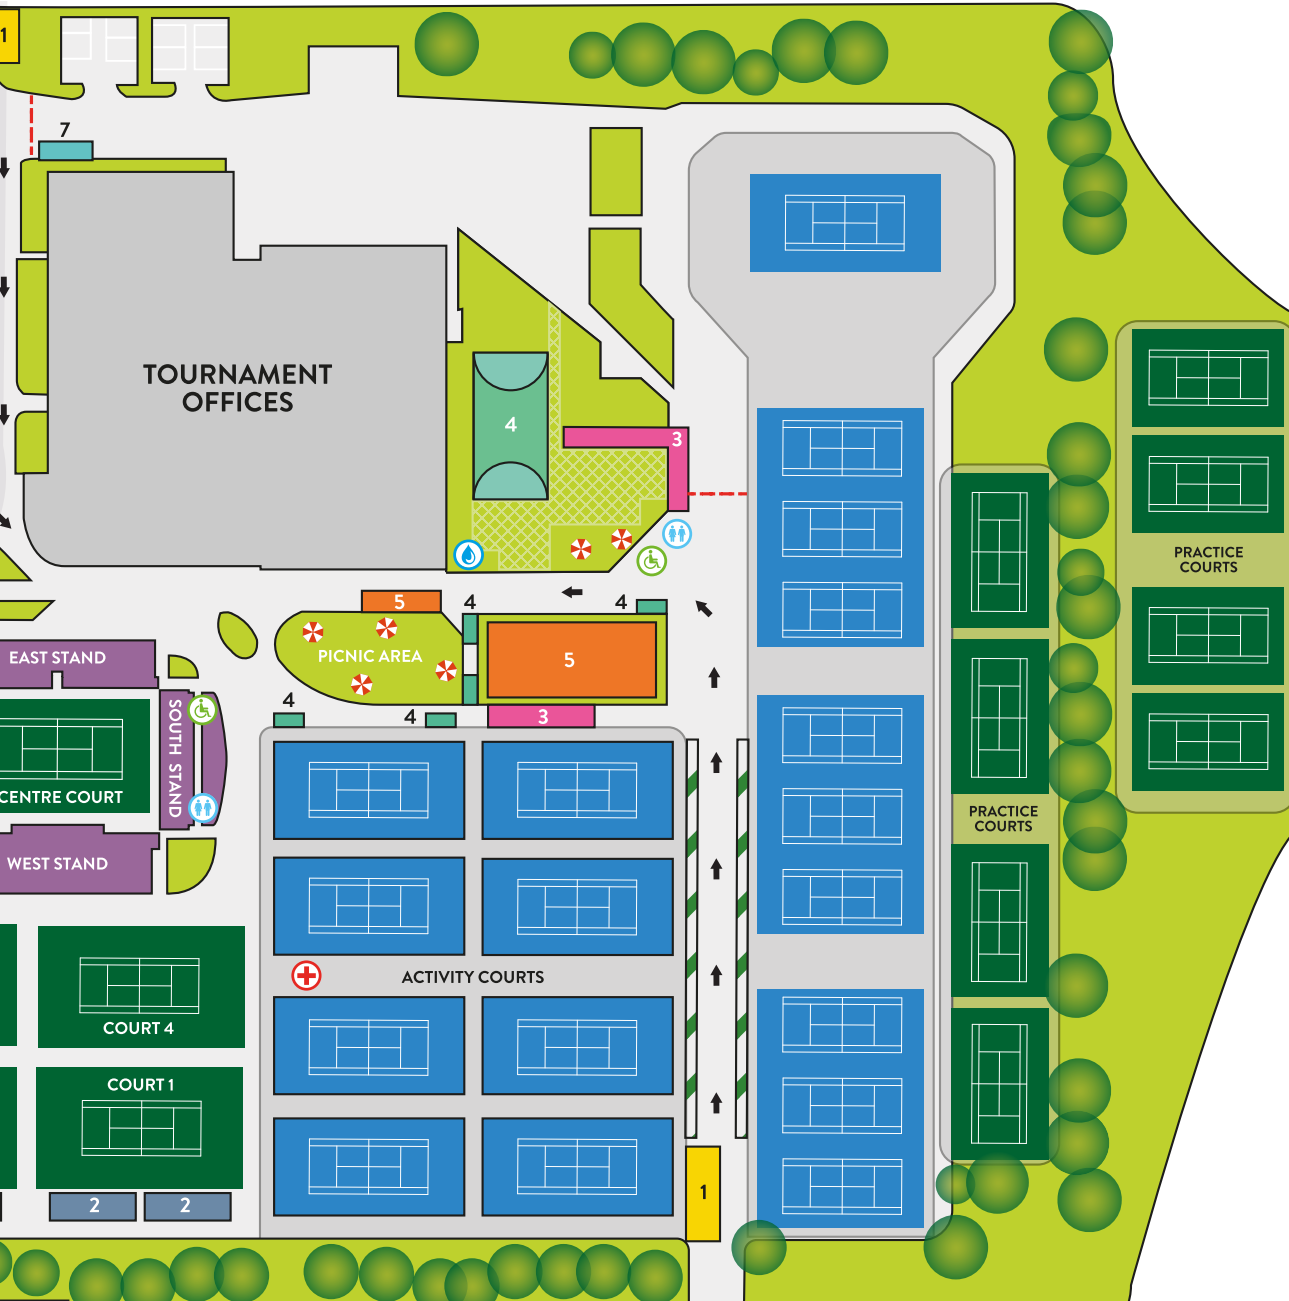 1
7
TOURNAMENT
OFFICES
4
3
PRACTICE
COURTS
5
4
4
PICNIC AREA
5
EAST STAND
4
4
3
SOUTH STAND
CENTRE COURT
PRACTICE
COURTS
WEST STAND
ACTIVITY COURTS
COURT 4
COURT 1
2
2
1